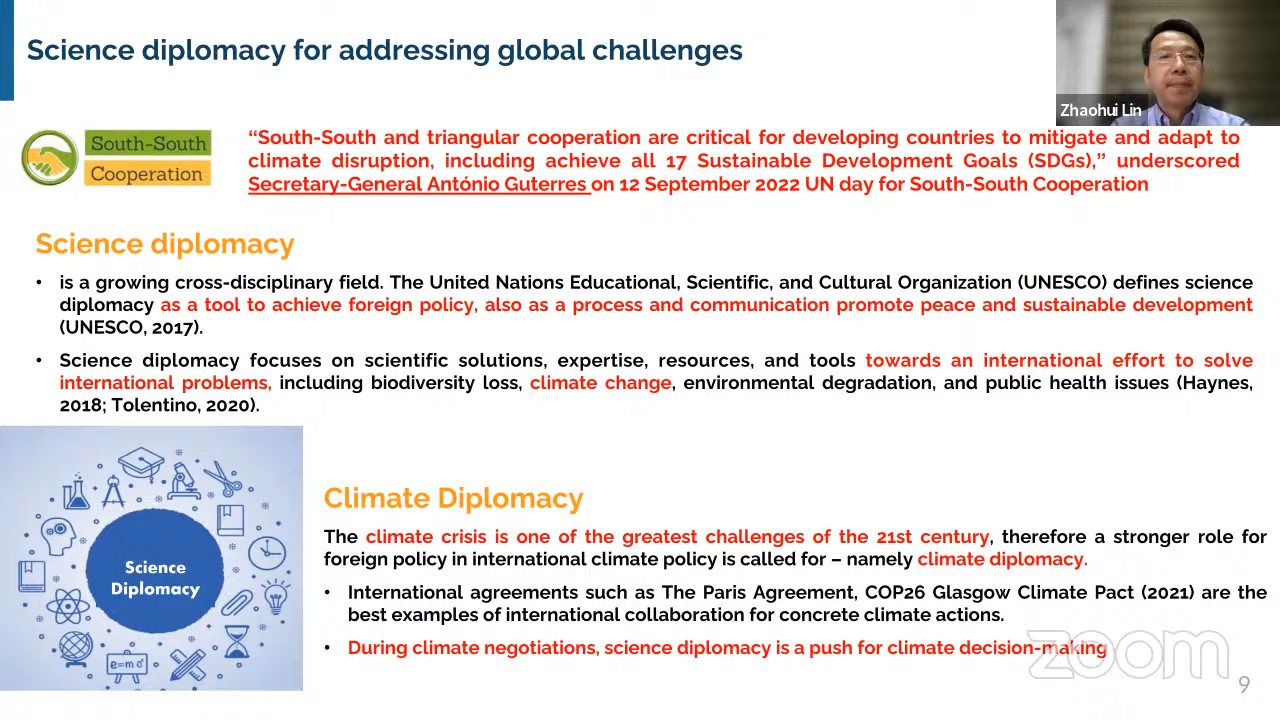 Science diplomacy for addressing global challenges
Zhaohui Lin
South-South
Cooperation
“South-South and triangular cooperation are critical for developing countries to mitigate and adapt to
climate disruption, including achieve all 17 Sustainable Development Goals (SDGs),” underscored
Secretary-General António Guterres on 12 September 2022 UN day for South-South Cooperation
Science diplomacy
• is a growing cross-disciplinary field. The United Nations Educational, Scientific, and Cultural Organization (UNESCO) defines science
diplomacy as a tool to achieve foreign policy, also as a process and communication promote peace and sustainable development
(UNESCO, 2017).
• Science diplomacy focuses on scientific solutions, expertise, resources, and tools towards an international effort to solve
international problems, including biodiversity loss, climate change, environmental degradation, and public health issues (Haynes,
2018; Tolentino, 2020).
Science
Diplomacy
Climate Diplomacy
The climate crisis is one of the greatest challenges of the 21st century, therefore a stronger role for
foreign policy in international climate policy is called for – namely climate diplomacy.
• International agreements such as The Paris Agreement, COP26 Glasgow Climate Pact (2021) are the
best examples of international collaboration for concrete climate actions.
• During climate negotiations, science diplomacy is a push for climate decision-making
zoom
9